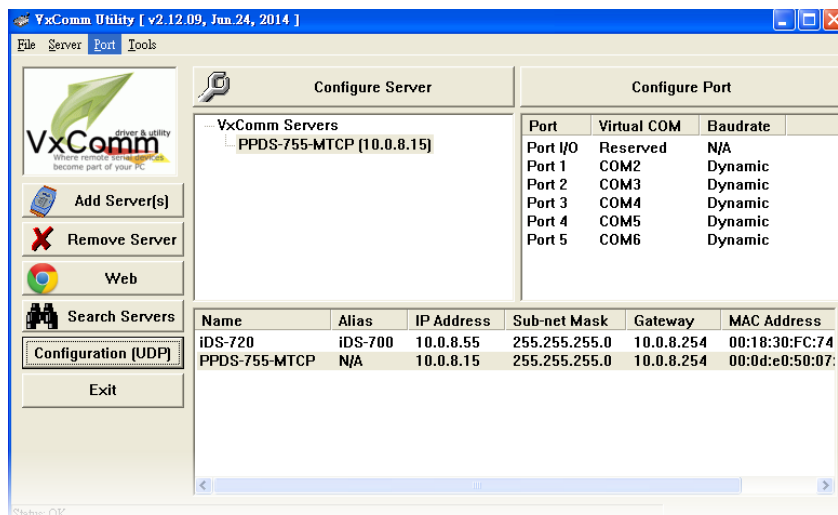 VxComm Utility [ v2.12.09, Jun.24, 2014 ]
File Server Port Tools
VxComm
driver & utility
Where remote serial devices
become part of your PC
Add Server(s)
Remove Server
Web
Search Servers
Configuration (UDP)
Exit
Configure Server
VxComm Servers
PPDS-755-MTCP (10.0.8.15)
Configure Port
Port Virtual COM Baudrate
Port I/O Reserved N/A
Port 1 COM2 Dynamic
Port 2 COM3 Dynamic
Port 3 COM4 Dynamic
Port 4 COM5 Dynamic
Port 5 COM6 Dynamic
Name Alias IP Address Sub-net Mask Gateway MAC Address
iDS-720 iDS-700 10.0.8.55 255.255.255.0 10.0.8.254 00:18:30:FC:74
PPDS-755-MTCP N/A 10.0.8.15 255.255.255.0 10.0.8.254 00:0d:e0:50:07:
Status: OK